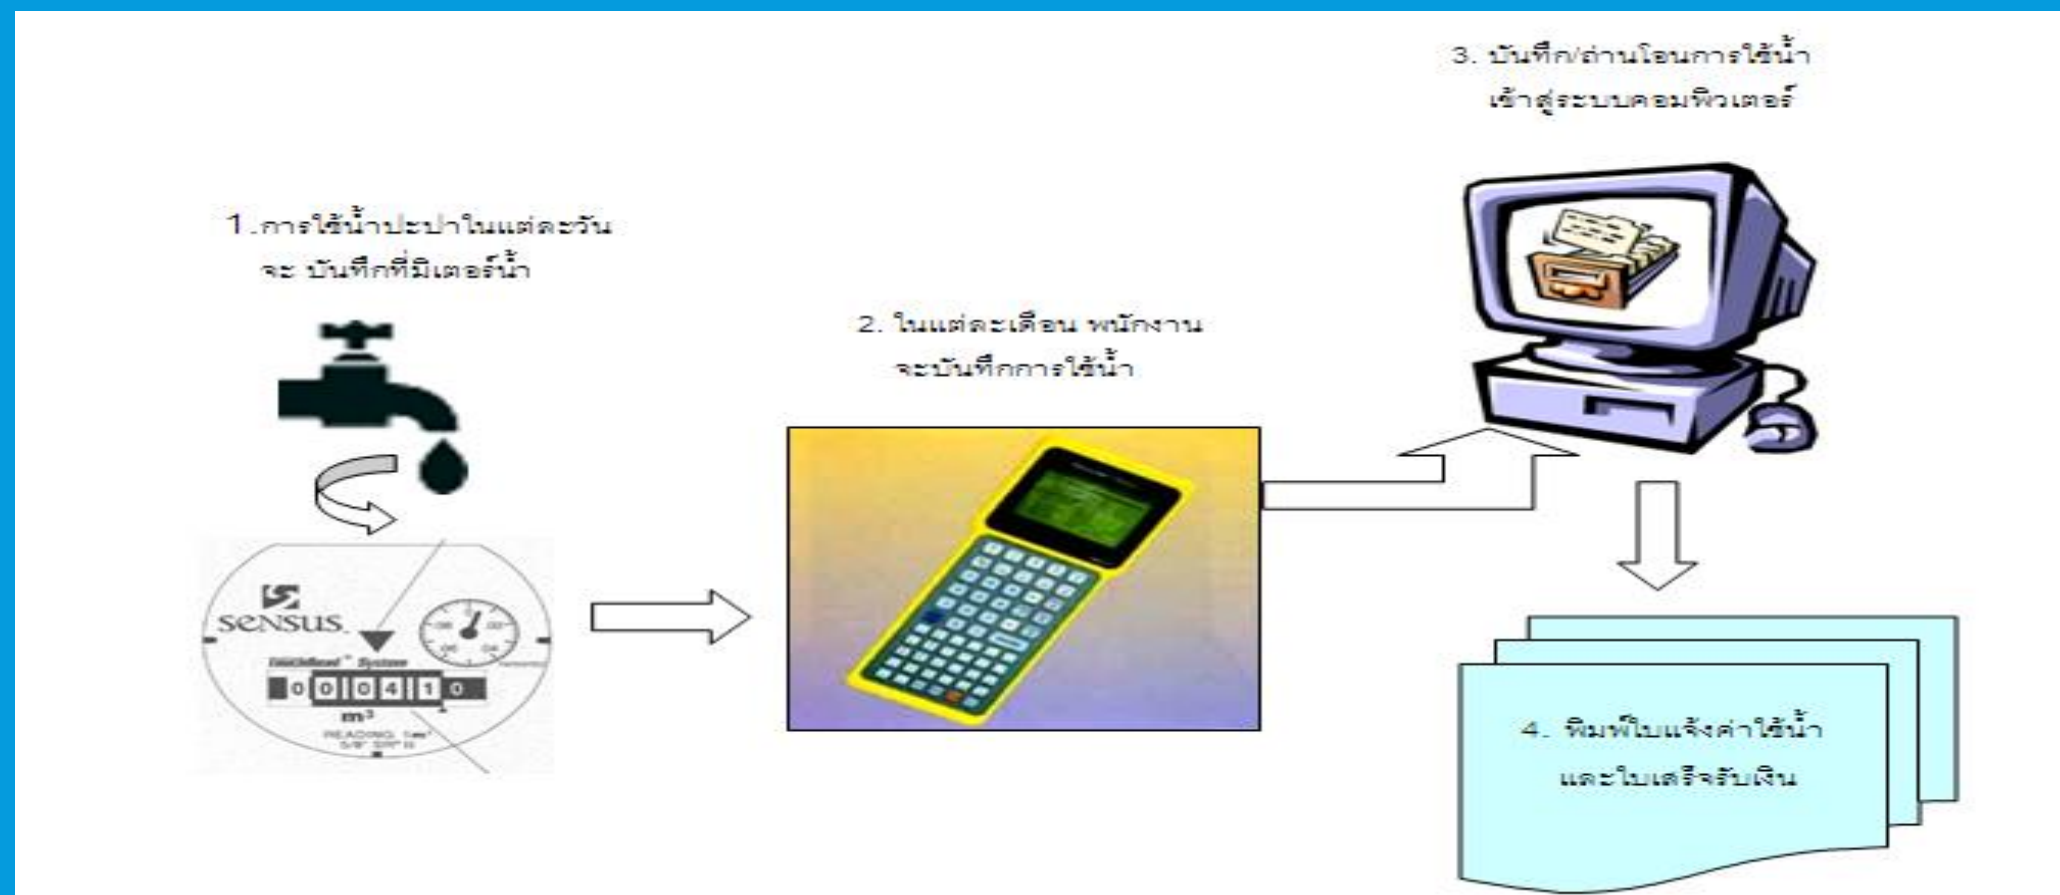 3. บันทึก/ถ่านโอนการใช้น้ำ
เข้าสู่ระบบคอมพิวเตอร์
1.การใช้น้ำปะปาในแต่ละวัน
จะ บันทึกที่มิเตอร์น้ำ
2. ในแต่ละเดือน พนักงาน
จะบันทึกการใช้น้ำ
sensus
TouchRead System
0 0 0 4 1 0
m³
READING
4. พิมพ์ใบแจ้งค่าใช้น้ำ
และใบเสร็จรับเงิน